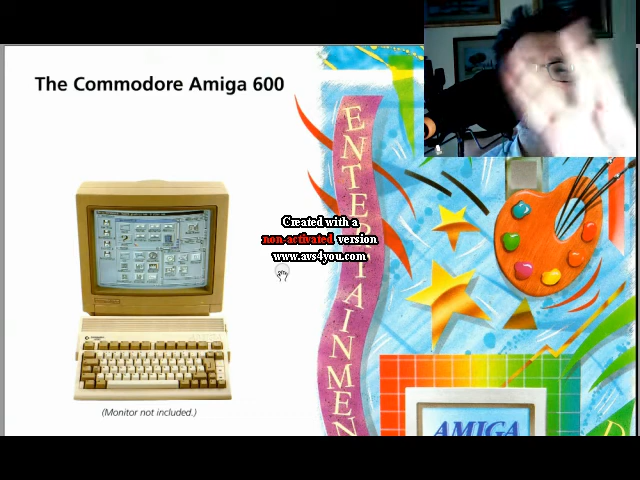 The Commodore Amiga 600
ENTERTAINMEN
Created with a
non-activated version
www.avs4you.com
(Monitor not included.)
AMIGA
D